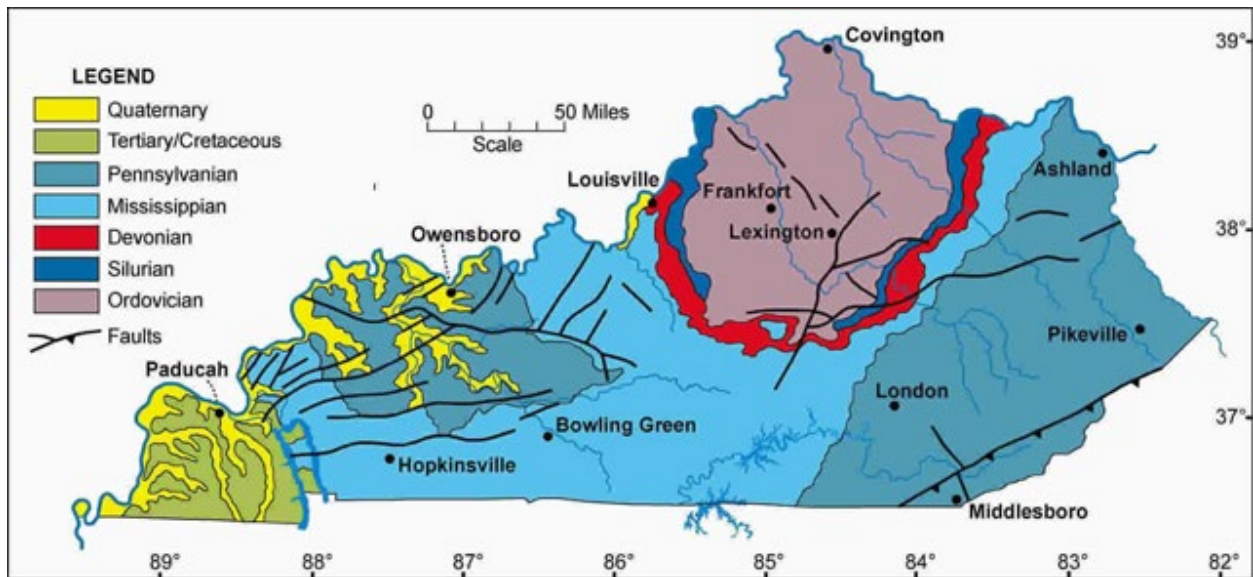 LEGEND
Quaternary
Tertiary/Cretaceous
Pennsylvanian
Mississippian
Devonian
Silurian
Ordovician
Faults
0 50 Miles
Scale
Covington
39°
Ashland
Louisville
Frankfort
Lexington
38°
Owensboro
Pikeville
Paducah
London
37°
Bowling Green
Hopkinsville
Middlesboro
89° 88° 87° 86° 85° 84° 83° 82°